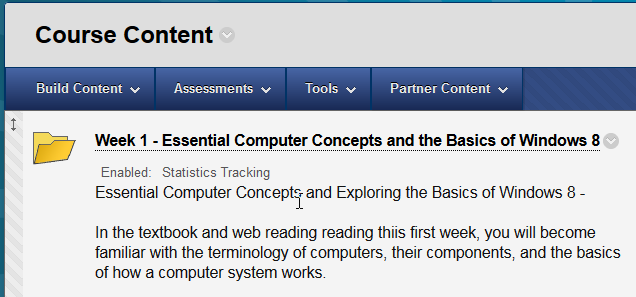 Course Content
Build Content
Assessments
Tools
Partner Content
Week 1 - Essential Computer Concepts and the Basics of Windows 8
Enabled: Statistics Tracking
Essential Computer Concepts and Exploring the Basics of Windows 8 -
In the textbook and web reading reading thiis first week, you will become
familiar with the terminology of computers, their components, and the basics
of how a computer system works.